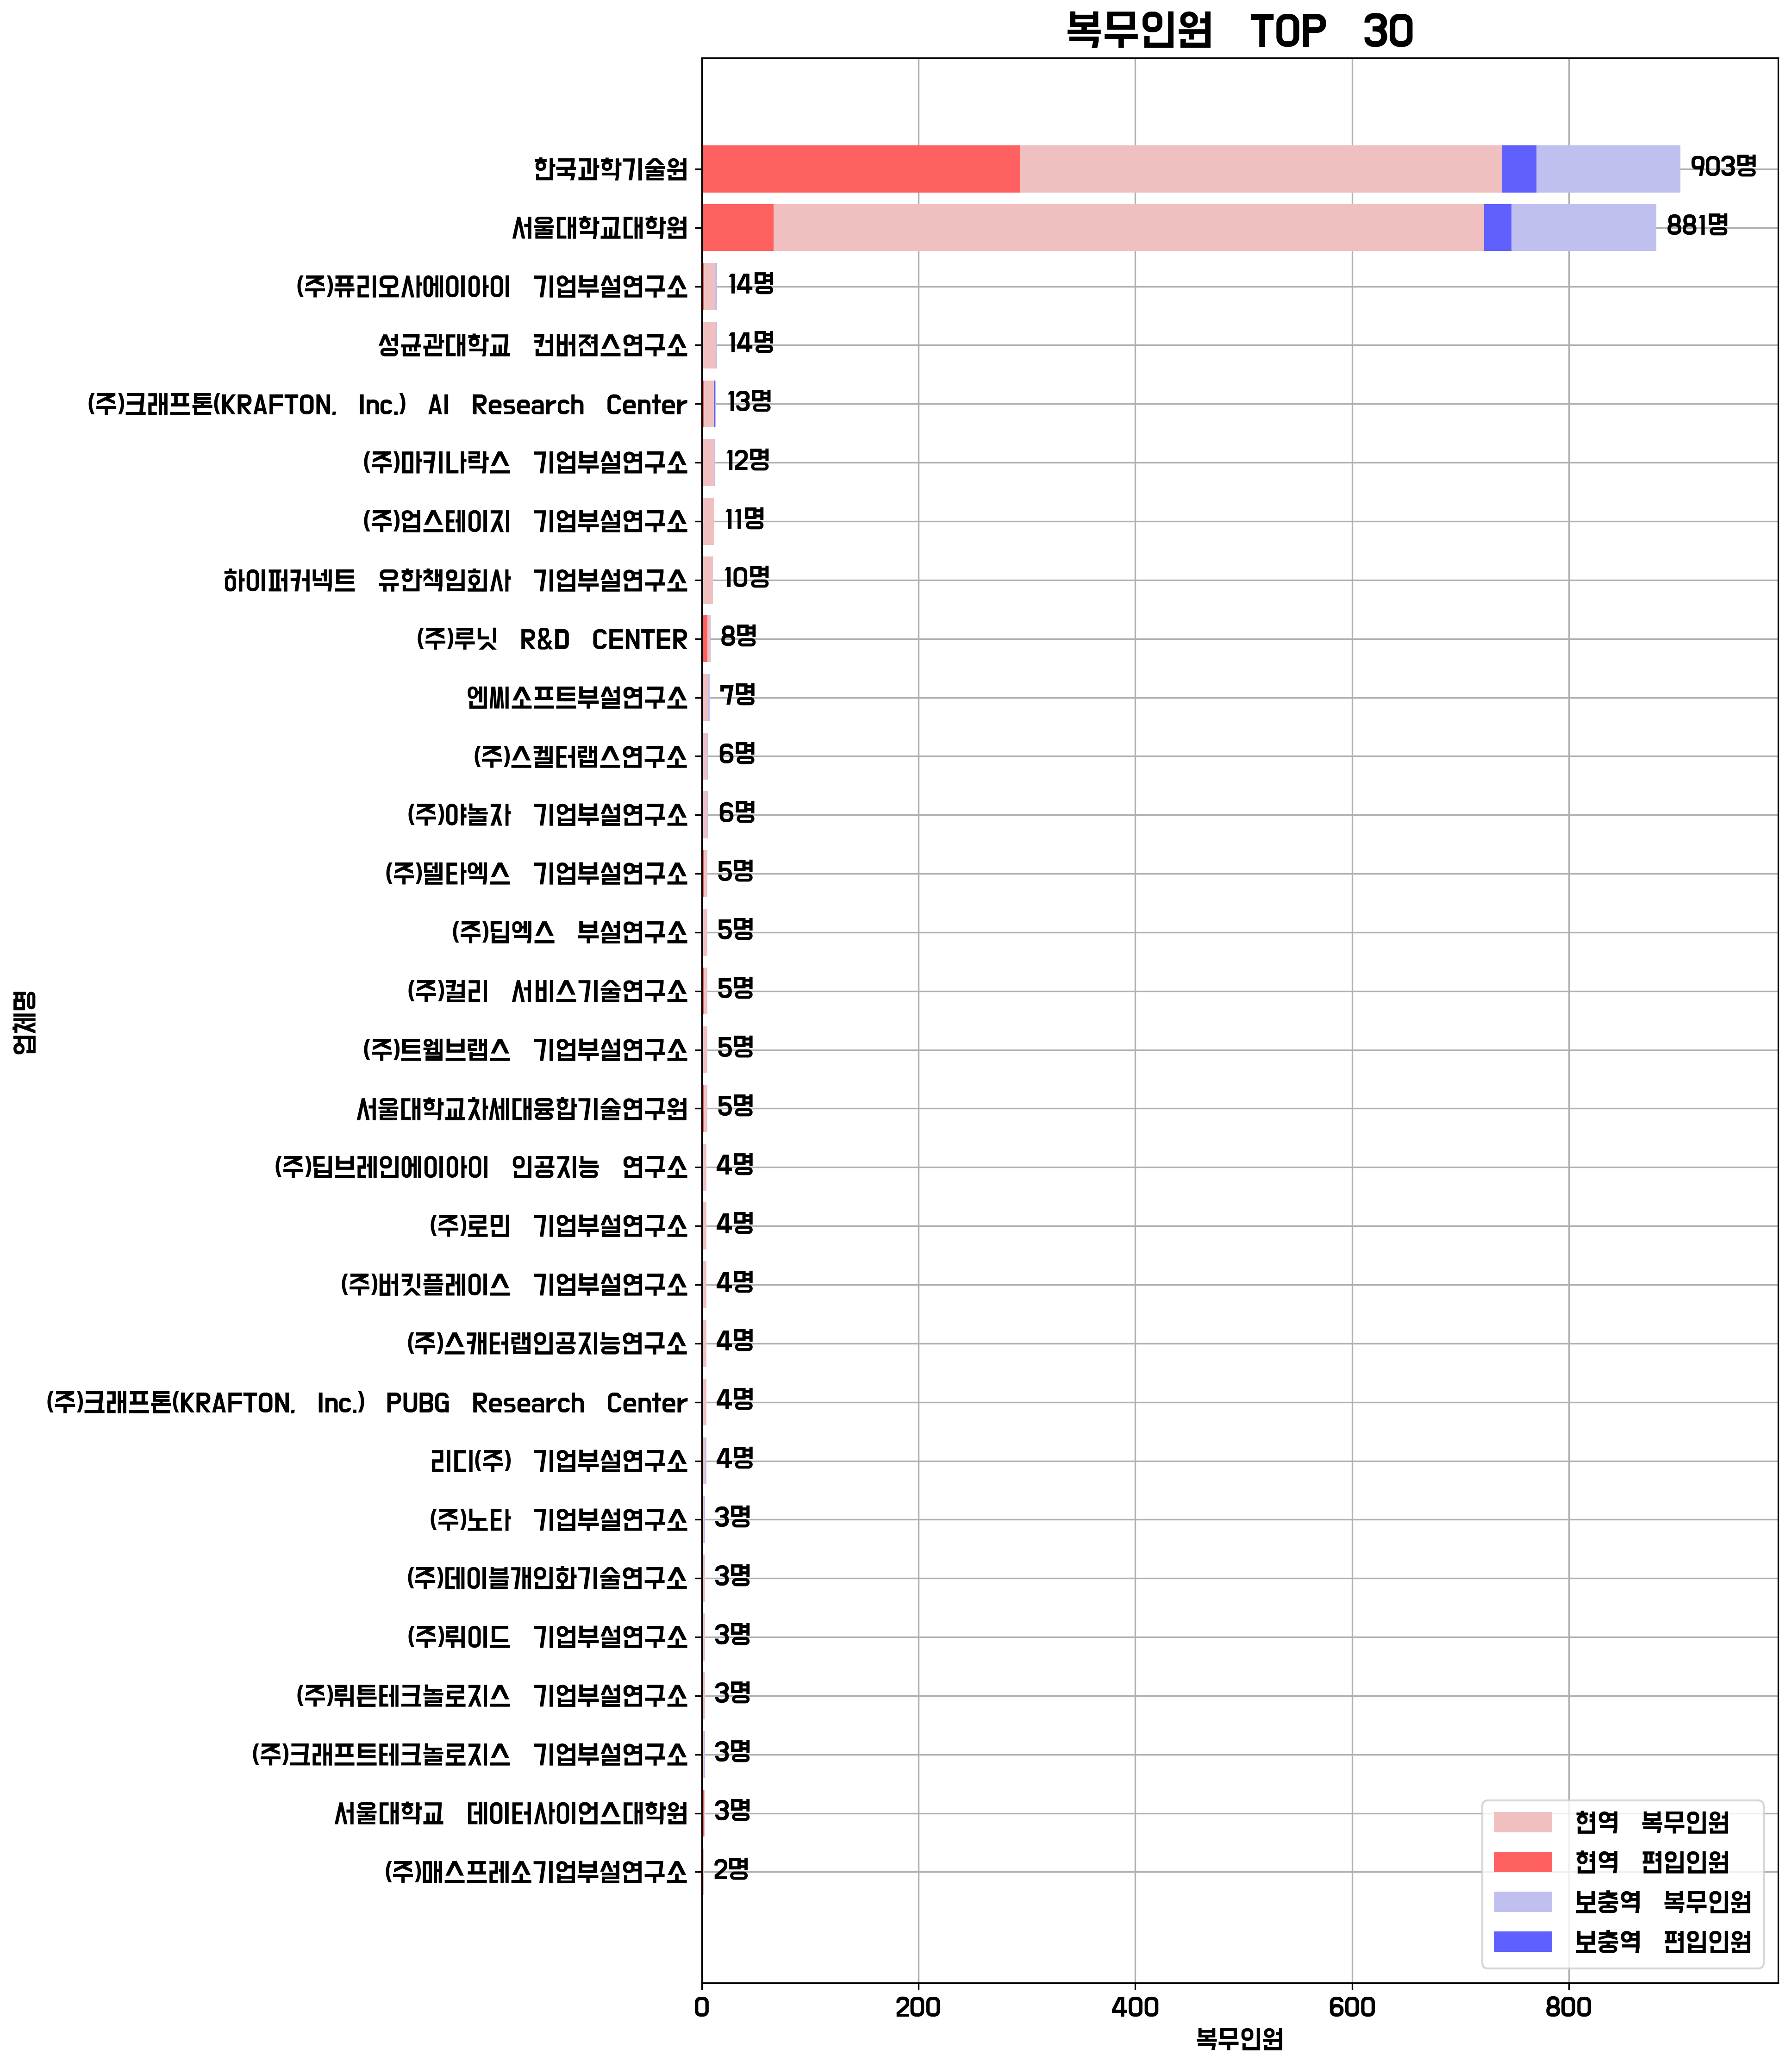 복무인원 TOP 30
한국과학기술원 903명
서울대학교대학원 881명
(주)퓨리오사에이아이 기업부설연구소 14명
성균관대학교 컨버젼스연구소 14명
(주)크래프톤(KRAFTON, Inc.) AI Research Center 13명
(주)마키나락스 기업부설연구소 12명
(주)업스테이지 기업부설연구소 11명
하이퍼커넥트 유한책임회사 기업부설연구소 10명
(주)루닛 R&D CENTER 8명
엔씨소프트부설연구소 7명
(주)스켈터랩스연구소 6명
(주)야놀자 기업부설연구소 6명
(주)델타엑스 기업부설연구소 5명
(주)딥엑스 부설연구소 5명
(주)컬리 서비스기술연구소 5명
(주)트웰브랩스 기업부설연구소 5명
서울대학교차세대융합기술연구원 5명
(주)딥브레인에이아이 인공지능 연구소 4명
(주)로민 기업부설연구소 4명
(주)버킷플레이스 기업부설연구소 4명
(주)스캐터랩인공지능연구소 4명
(주)크래프톤(KRAFTON, Inc.) PUBG Research Center 4명
리디(주) 기업부설연구소 4명
(주)노타 기업부설연구소 3명
(주)데이블개인화기술연구소 3명
(주)뤼이드 기업부설연구소 3명
(주)뤼튼테크놀로지스 기업부설연구소 3명
(주)크래프트테크놀로지스 기업부설연구소 3명
서울대학교 데이터사이언스대학원 3명
(주)매스프레소기업부설연구소 2명
업체명
현역 복무인원
현역 편입인원
보충역 복무인원
보충역 편입인원
0 200 400 600 800
복무인원